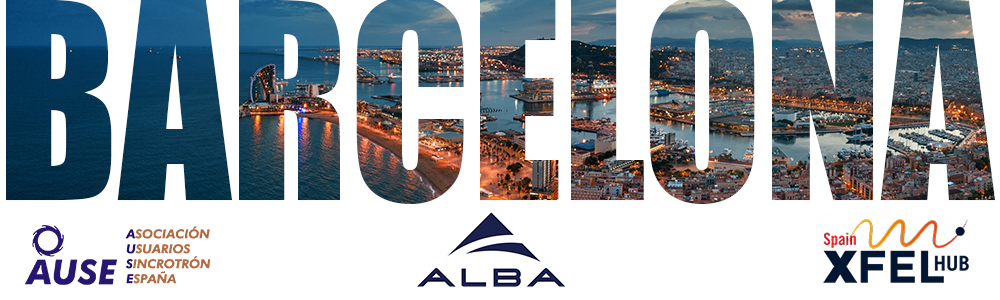 BARCELONA
AUSE
ASOCIACIÓN
USUARIOS
SINCROTRÓN
ESPAÑA
ALBA
Spain
XFEL HUB